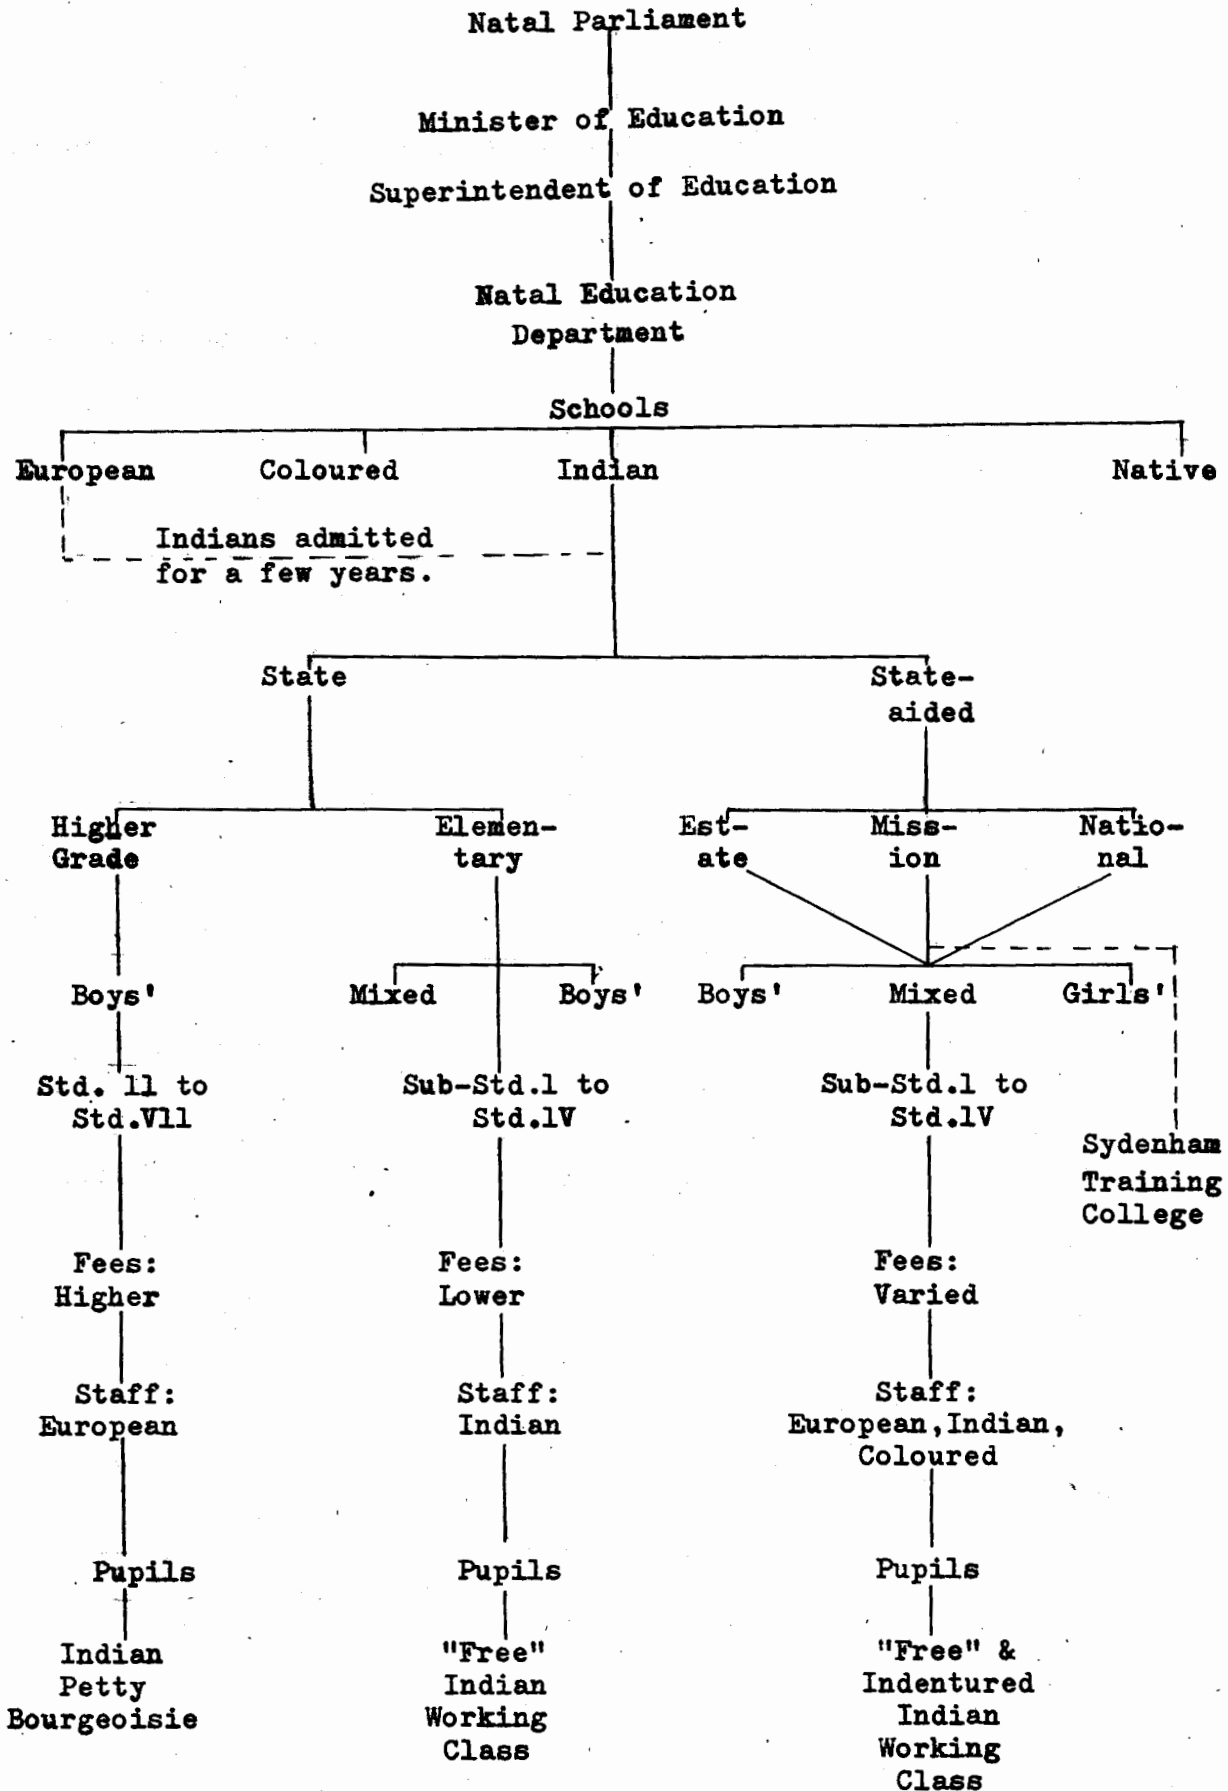 Natal Parliament
Minister of Education
Superintendent of Education
Natal Education
Department
Schools
European Coloured Indian Native
Indians admitted
for a few years.
State State-
aided
Higher Elemen- Est- Miss- Natio-
Grade tary ate ion nal
Boys' Mixed Boys' Boys' Mixed Girls'
Std. 11 to Sub-Std.1 to Sub-Std.1 to
Std.V11 Std.1V Std.1V
Sydenham
Training
College
Fees: Fees: Fees:
Higher Lower Varied
Staff: Staff: Staff:
European Indian European,Indian,
Coloured
Pupils Pupils Pupils
Indian "Free" "Free" &
Petty Indian Indentured
Bourgeoisie Working Indian
Class Working
Class